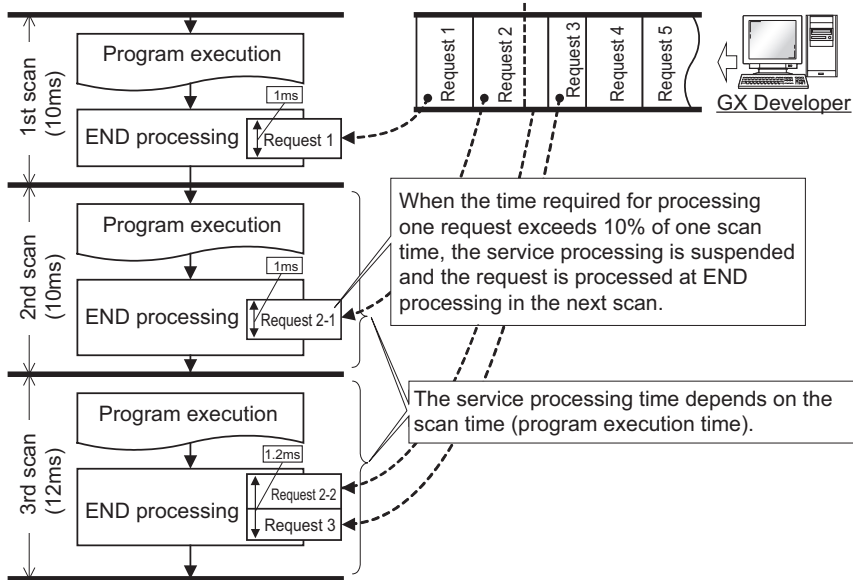 1st scan
(10ms)
Program execution
1ms
END processing
Request 1
2nd scan
(10ms)
Program execution
1ms
END processing
Request 2-1
3rd scan
(12ms)
Program execution
1.2ms
END processing
Request 2-2
Request 3
Request 1
Request 2
Request 3
Request 4
Request 5
GX Developer
When the time required for processing
one request exceeds 10% of one scan
time, the service processing is suspended
and the request is processed at END
processing in the next scan.
The service processing time depends on the
scan time (program execution time).